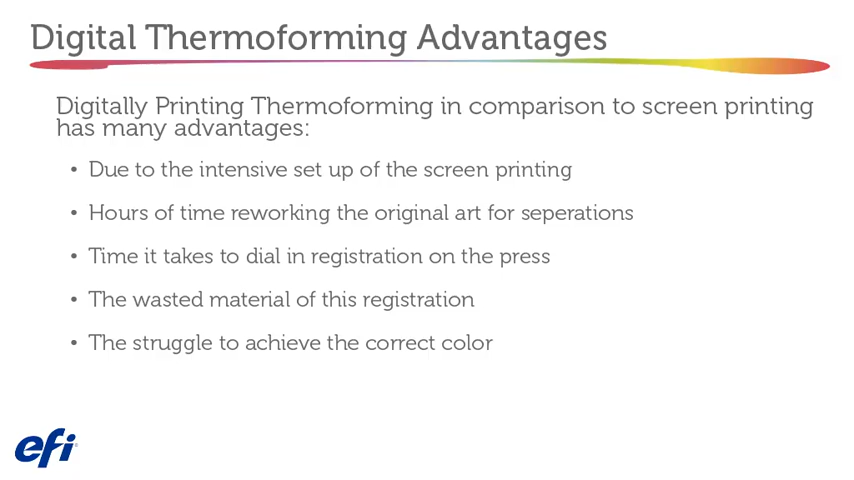 Digital Thermoforming Advantages
Digitally Printing Thermoforming in comparison to screen printing
has many advantages:
• Due to the intensive set up of the screen printing
• Hours of time reworking the original art for seperations
• Time it takes to dial in registration on the press
• The wasted material of this registration
• The struggle to achieve the correct color
efi